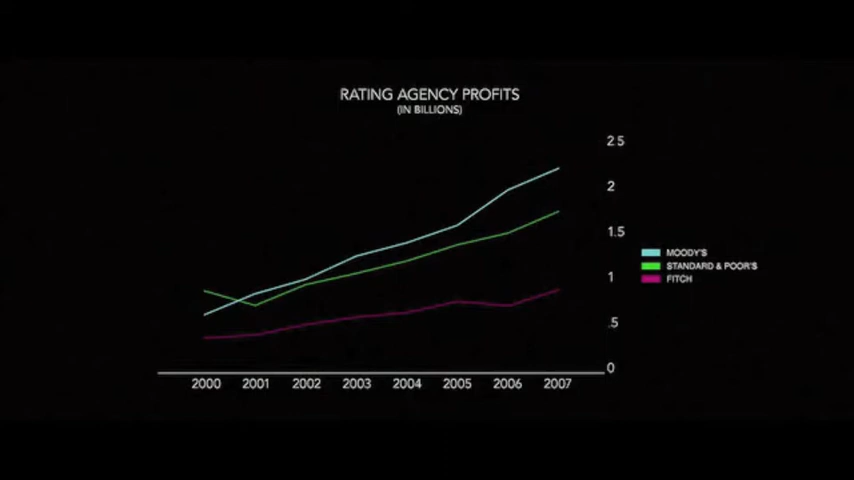 RATING AGENCY PROFITS
(IN BILLIONS)
2 5
2
1.5
1
.5
0
MOODY'S
STANDARD & POOR'S
FITCH
2000 2001 2002 2003 2004 2005 2006 2007